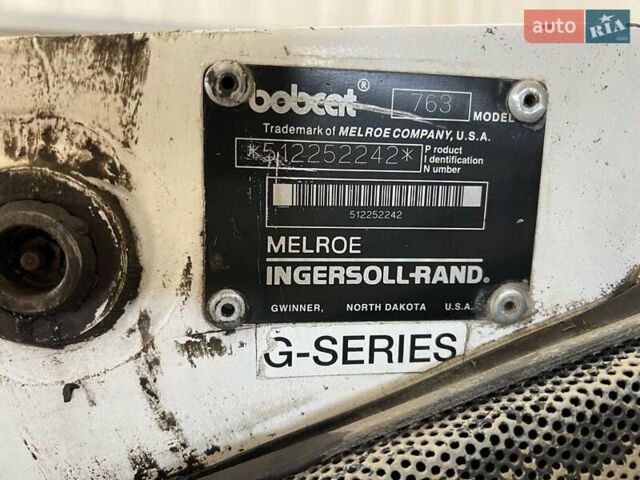 auto RIA.com
bobcat® 763 MODEL
Trademark of MELROE COMPANY, U.S.A.
*512252242* Product Identification Number
512252242
MELROE
INGERSOLL-RAND®
GWINNER, NORTH DAKOTA U.S.A.
G-SERIES